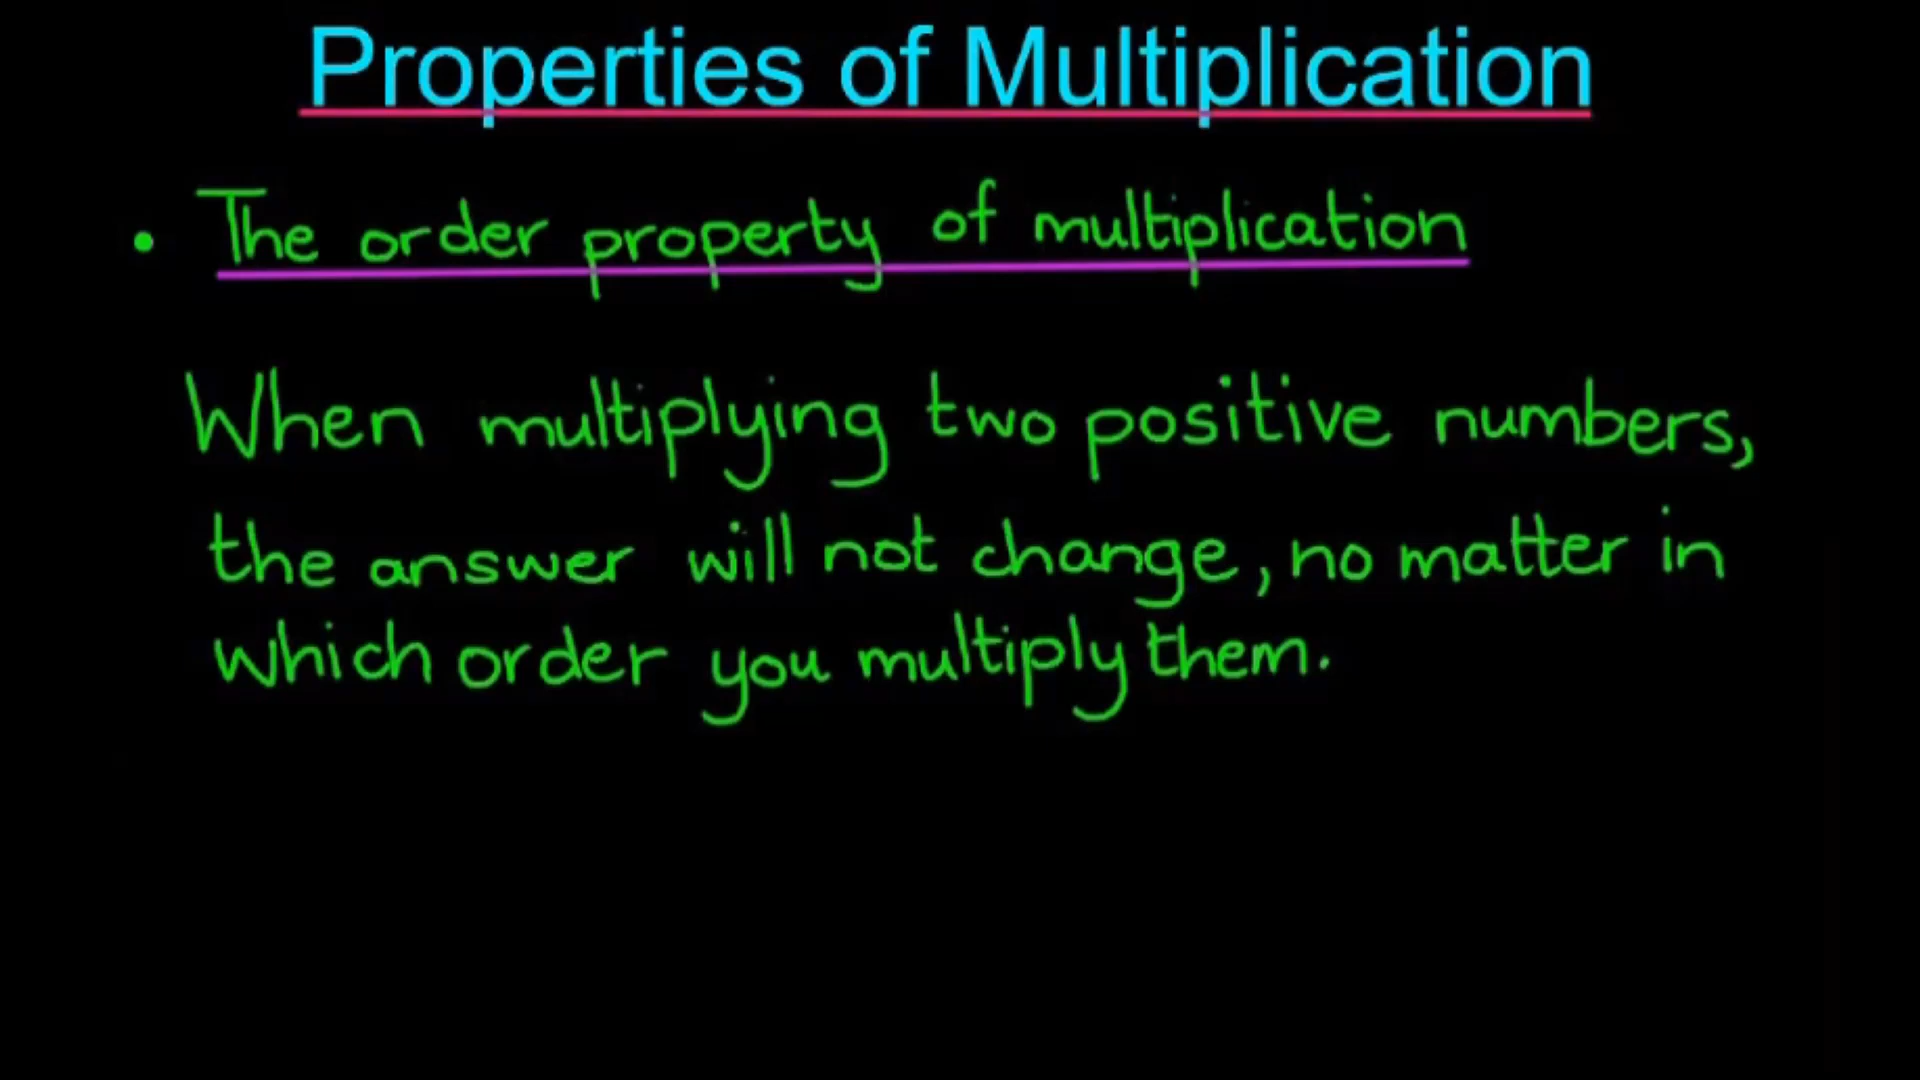 Properties of Multiplication
• The order property of multiplication
When multiplying two positive numbers,
the answer will not change, no matter in
which order you multiply them.